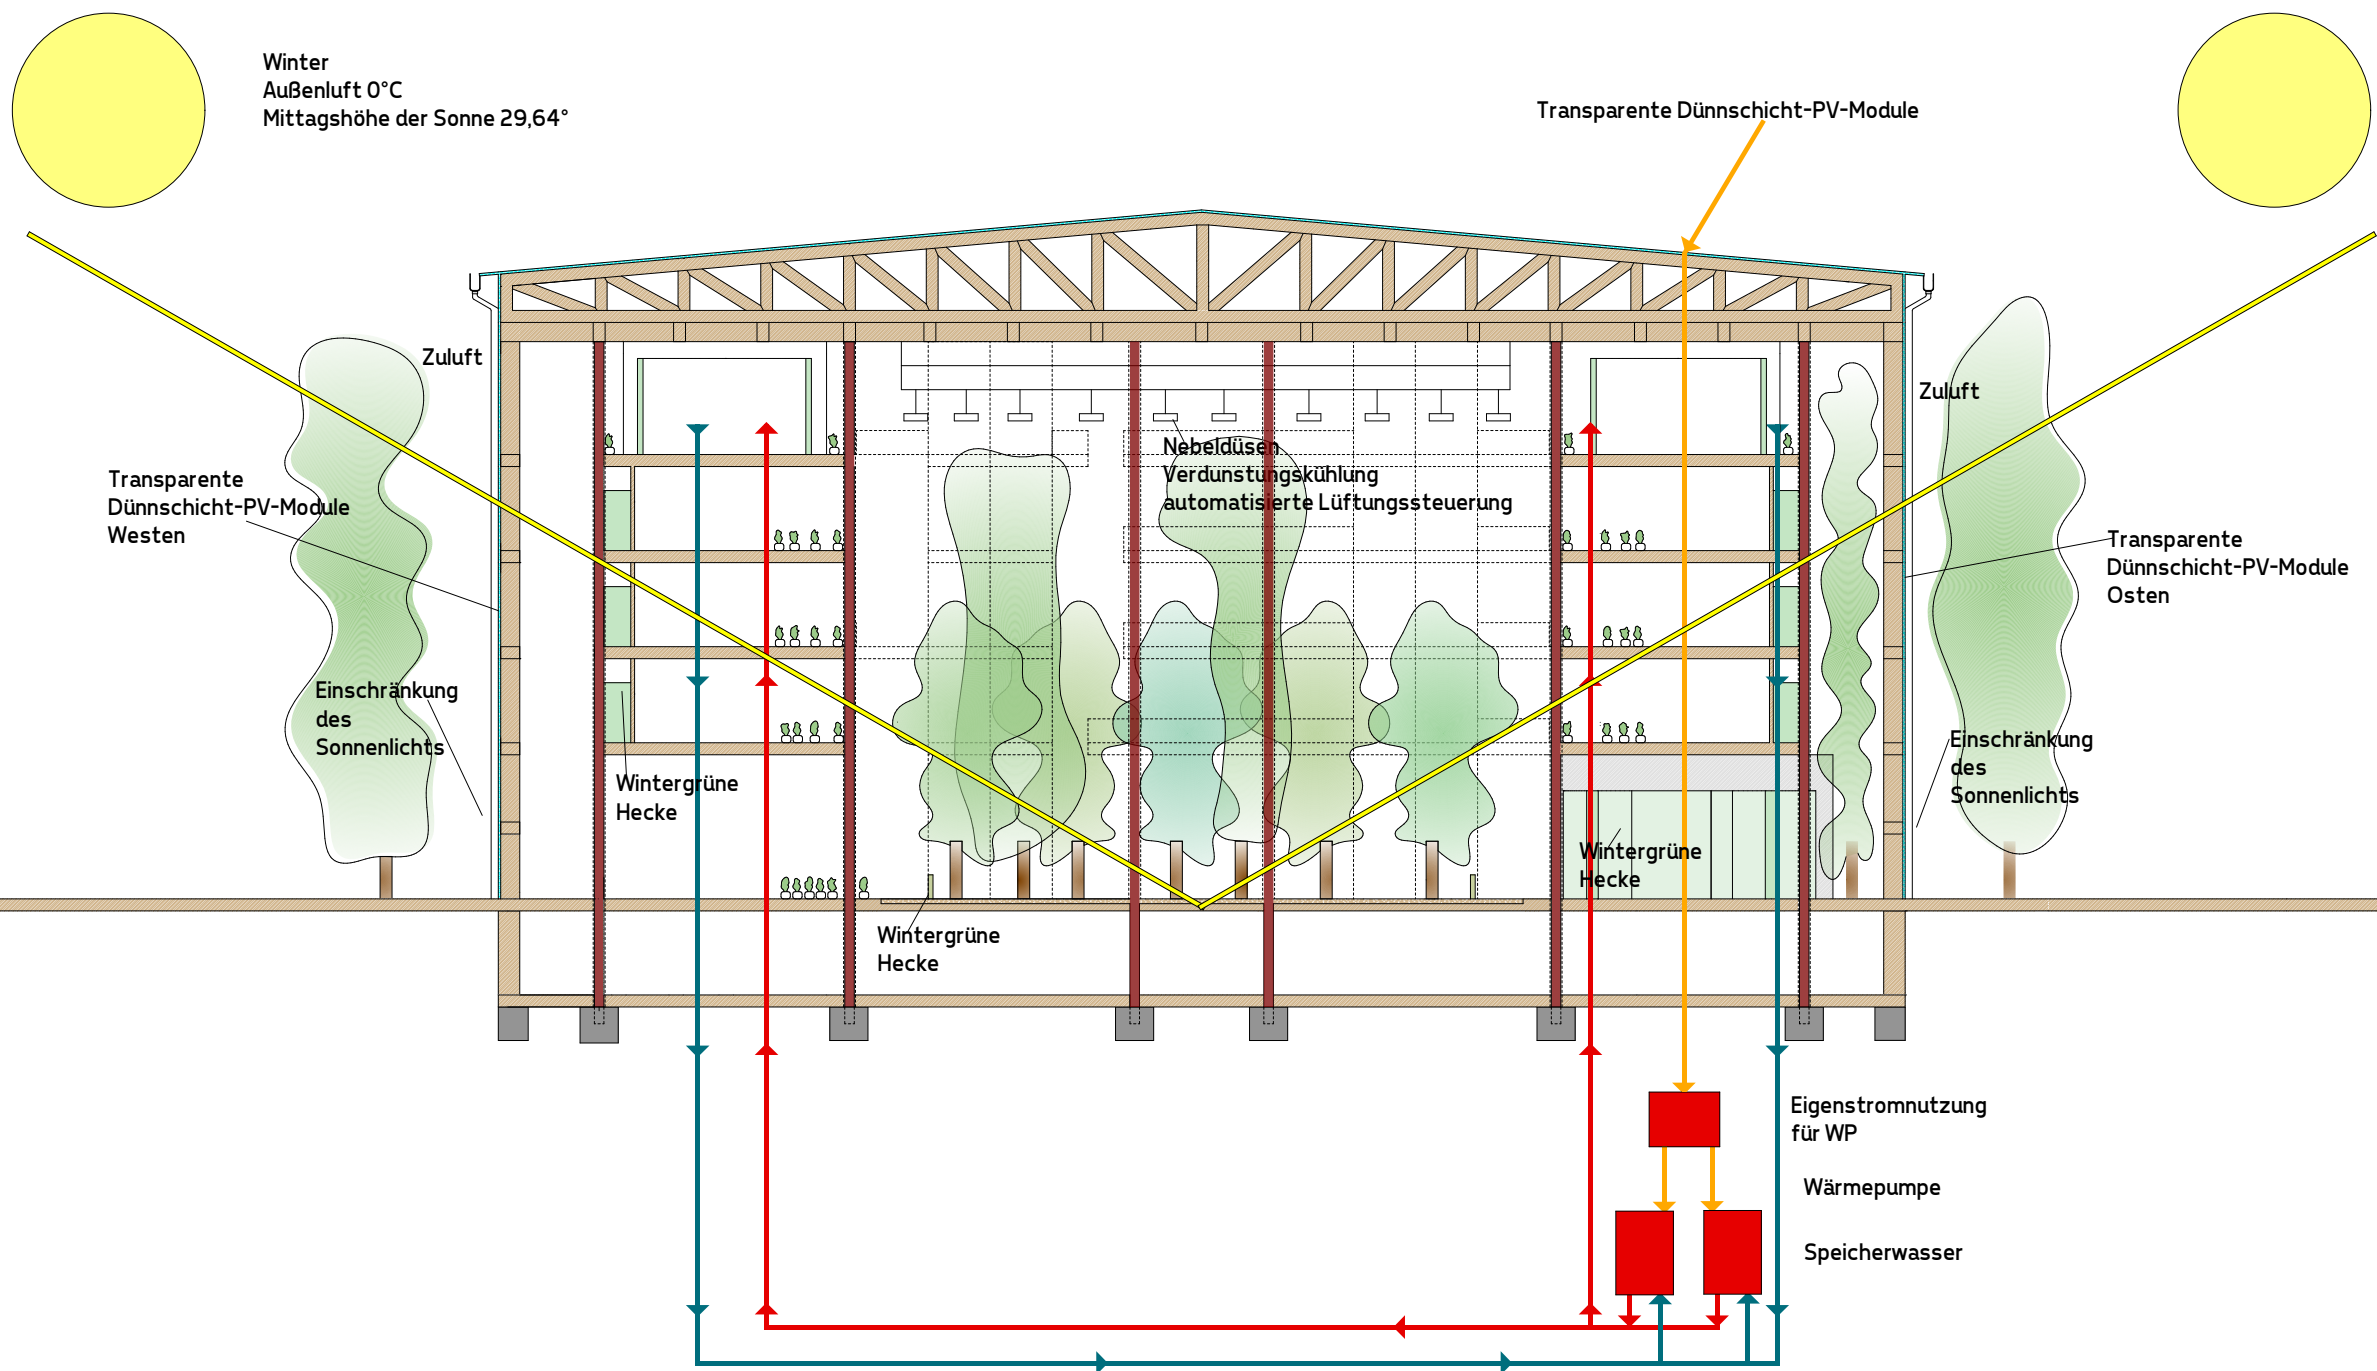 Winter
Außenluft 0°C
Mittagshöhe der Sonne 29,64°
Transparente Dünnschicht-PV-Module
Zuluft
Zuluft
Nebeldüsen
Verdunstungskühlung
automatisierte Lüftungssteuerung
Transparente
Dünnschicht-PV-Module
Westen
Transparente
Dünnschicht-PV-Module
Osten
Einschränkung
des
Sonnenlichts
Einschränkung
des
Sonnenlichts
Wintergrüne
Hecke
Wintergrüne
Hecke
Wintergrüne
Hecke
Eigenstromnutzung
für WP
Wärmepumpe
Speicherwasser